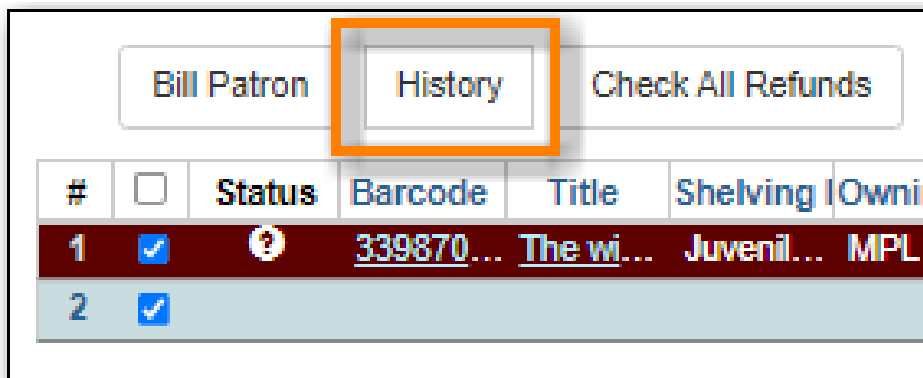 Bill Patron History Check All Refunds
# Status Barcode Title Shelving Owni
1 ? 339870... The wi... Juvenil... MPL
2